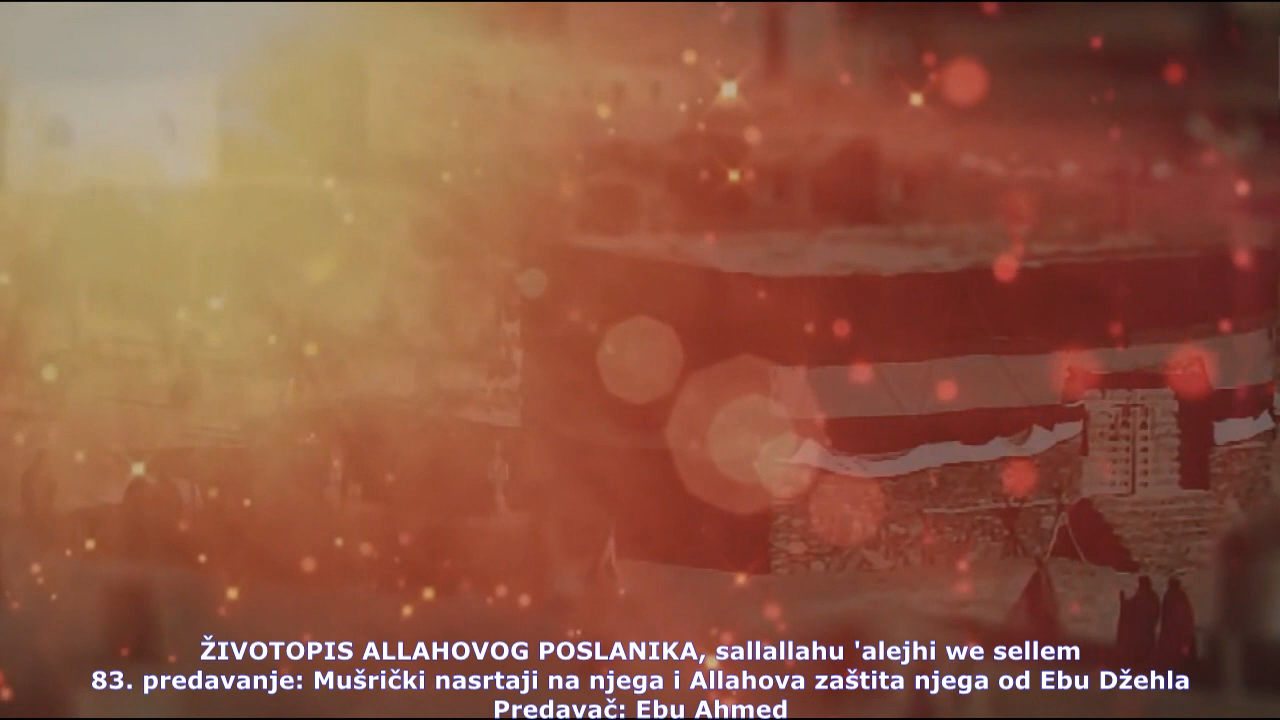 ŽIVOTOPIS ALLAHOVOG POSLANIKA, sallallahu 'alejhi we sellem
83. predavanje: Mušrički nasrtaji na njega i Allahova zaštita njega od Ebu Džehla
Predavač: Ebu Ahmed